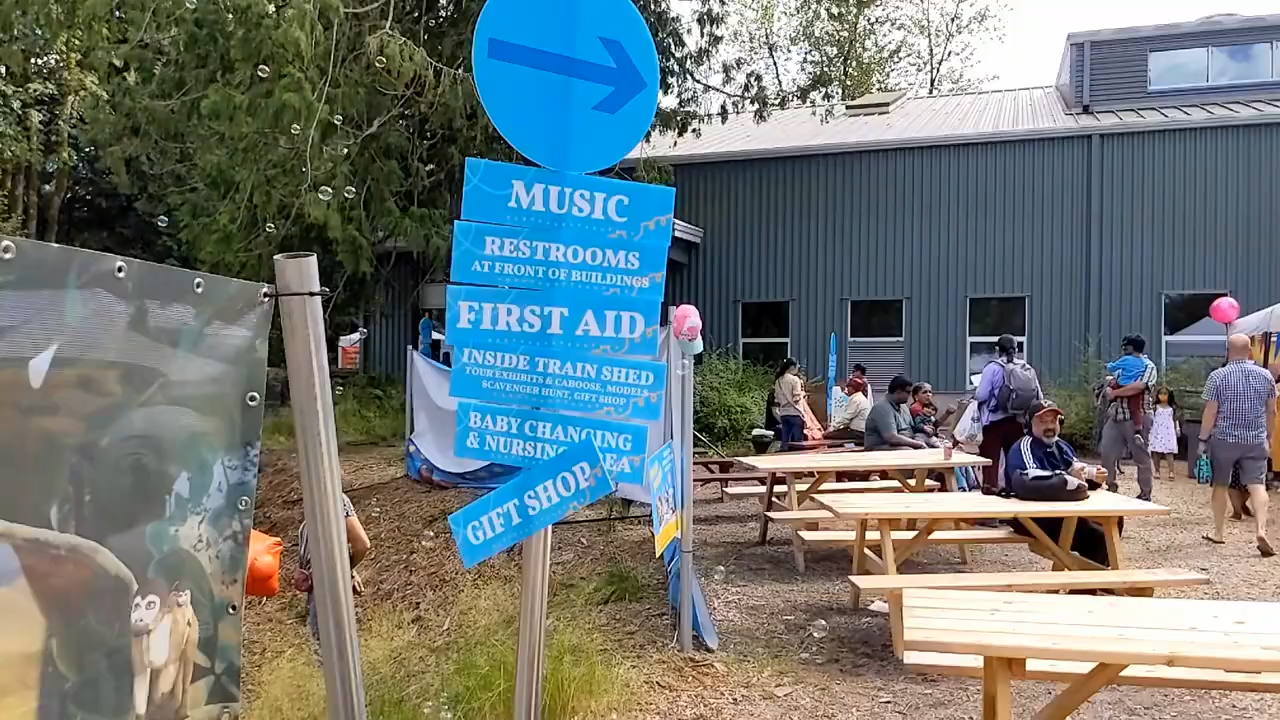 MUSIC
RESTROOMS
AT FRONT OF BUILDINGS
FIRST AID
INSIDE TRAIN SHED
TOUR EXHIBITS & CABOOSE, MODELS
SCAVENGER HUNT, GIFT SHOP
BABY CHANGING
& NURSING
GIFT SHOP